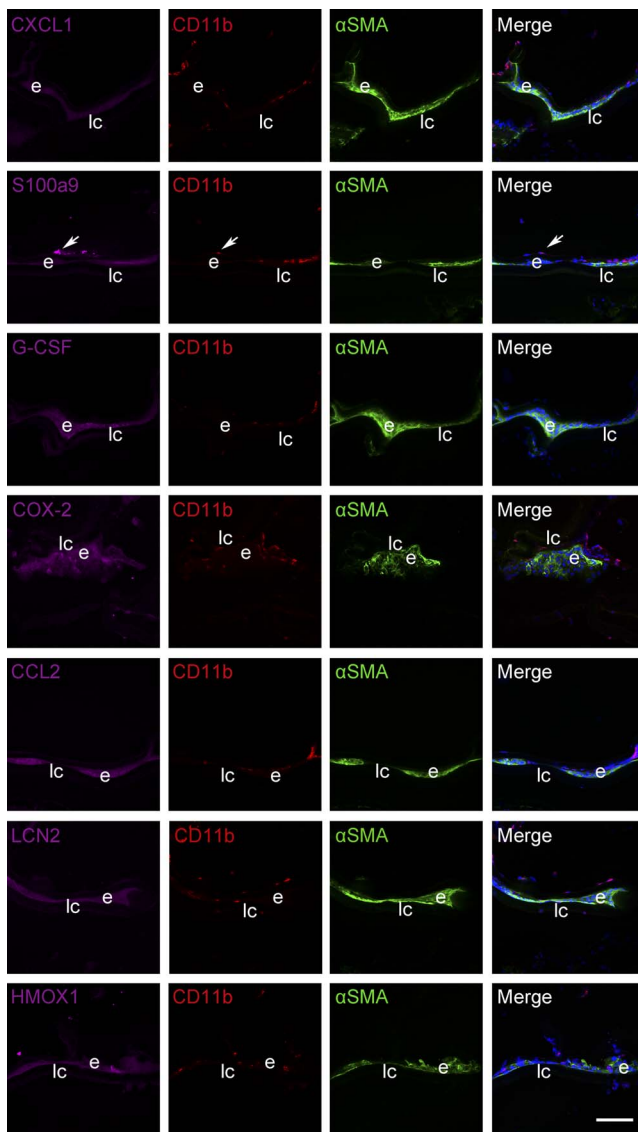 CXCL1 CD11b αSMA Merge
e e e e
lc lc lc lc
S100a9 CD11b αSMA Merge
e e e e
lc lc lc lc
G-CSF CD11b αSMA Merge
e e e e
lc lc lc lc
COX-2 CD11b αSMA Merge
lc lc lc lc
e e e e
CCL2 CD11b αSMA Merge
lc e lc e lc e lc e
LCN2 CD11b αSMA Merge
e e e e
lc lc lc lc
HMOX1 CD11b αSMA Merge
lc e lc e lc e lc e